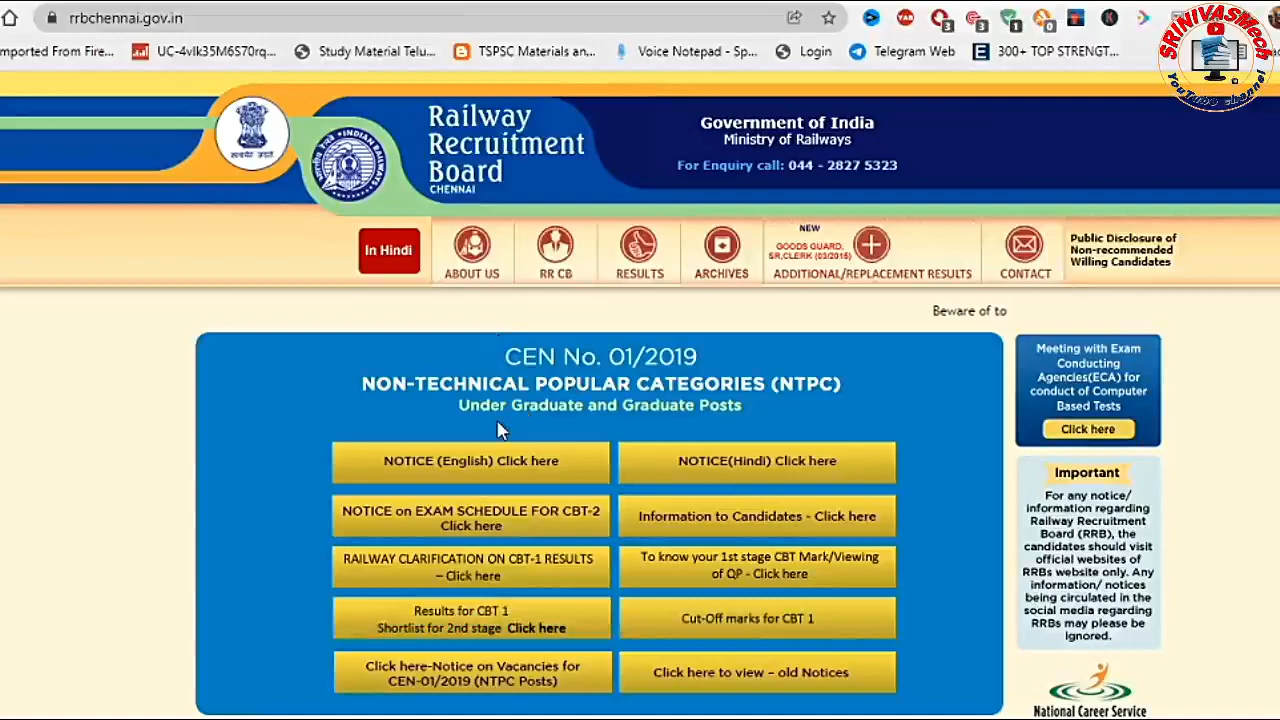 rrbchennai.gov.in
mported From Fire...
UC-4vlk35M6S70rq...
Study Material Telu...
TSPSC Materials an...
Voice Notepad - Sp...
Login
Telegram Web
300+ TOP STRENGT...
SRINIVASMech
YouTube channel
Railway
Recruitment
Board
CHENNAI
Government of India
Ministry of Railways
For Enquiry call: 044 - 2827 5323
In Hindi
ABOUT US
RR CB
RESULTS
ARCHIVES
NEW
GOODS GUARD,
SR,CLERK (03/2015)
ADDITIONAL/REPLACEMENT RESULTS
CONTACT
Public Disclosure of
Non-recommended
Willing Candidates
Beware of to
CEN No. 01/2019
NON-TECHNICAL POPULAR CATEGORIES (NTPC)
Under Graduate and Graduate Posts
NOTICE (English) Click here
NOTICE(Hindi) Click here
NOTICE on EXAM SCHEDULE FOR CBT-2
Click here
Information to Candidates - Click here
RAILWAY CLARIFICATION ON CBT-1 RESULTS
– Click here
To know your 1st stage CBT Mark/Viewing
of QP - Click here
Results for CBT 1
Shortlist for 2nd stage Click here
Cut-Off marks for CBT 1
Click here-Notice on Vacancies for
CEN-01/2019 (NTPC Posts)
Click here to view – old Notices
Meeting with Exam
Conducting
Agencies(ECA) for
conduct of Computer
Based Tests
Click here
Important
For any notice/
information regarding
Railway Recruitment
Board (RRB), the
candidates should visit
official websites of
RRBs website only. Any
information/ notices
being circulated in the
social media regarding
RRBs may please be
ignored.
National Career Service